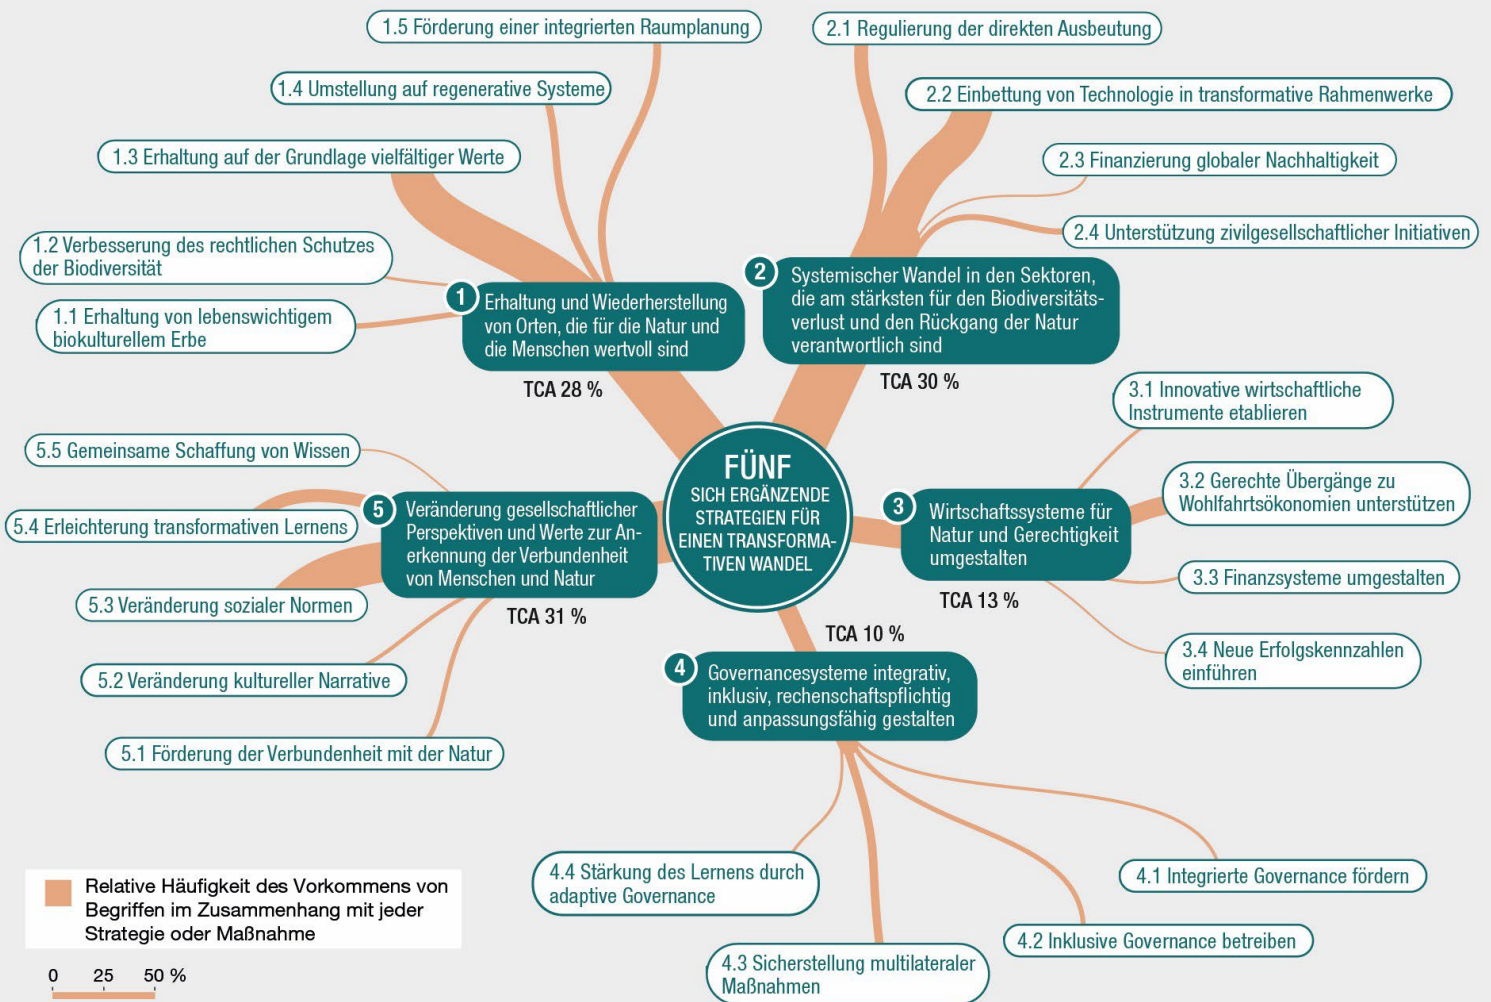 1.5 Förderung einer integrierten Raumplanung
1.4 Umstellung auf regenerative Systeme
1.3 Erhaltung auf der Grundlage vielfältiger Werte
1.2 Verbesserung des rechtlichen Schutzes
der Biodiversität
1.1 Erhaltung von lebenswichtigem
biokulturellem Erbe
1
Erhaltung und Wiederherstellung
von Orten, die für die Natur und
die Menschen wertvoll sind
TCA 28 %
2.1 Regulierung der direkten Ausbeutung
2.2 Einbettung von Technologie in transformative Rahmenwerke
2.3 Finanzierung globaler Nachhaltigkeit
2.4 Unterstützung zivilgesellschaftlicher Initiativen
2
Systemischer Wandel in den Sektoren,
die am stärksten für den Biodiversitäts-
verlust und den Rückgang der Natur
verantwortlich sind
TCA 30 %
FÜNF
SICH ERGÄNZENDE
STRATEGIEN FÜR
EINEN TRANSFORMA-
TIVEN WANDEL
3.1 Innovative wirtschaftliche
Instrumente etablieren
3.2 Gerechte Übergänge zu
Wohlfahrtsökonomien unterstützen
3
Wirtschaftssysteme für
Natur und Gerechtigkeit
umgestalten
TCA 13 %
3.3 Finanzsysteme umgestalten
3.4 Neue Erfolgskennzahlen
einführen
5.5 Gemeinsame Schaffung von Wissen
5.4 Erleichterung transformativen Lernens
5
Veränderung gesellschaftlicher
Perspektiven und Werte zur An-
erkennung der Verbundenheit
von Menschen und Natur
TCA 31 %
5.3 Veränderung sozialer Normen
5.2 Veränderung kultureller Narrative
5.1 Förderung der Verbundenheit mit der Natur
TCA 10 %
4
Governancesysteme integrativ,
inklusiv, rechenschaftspflichtig
und anpassungsfähig gestalten
4.4 Stärkung des Lernens durch
adaptive Governance
4.3 Sicherstellung multilateraler
Maßnahmen
4.2 Inklusive Governance betreiben
4.1 Integrierte Governance fördern
Relative Häufigkeit des Vorkommens von
Begriffen im Zusammenhang mit jeder
Strategie oder Maßnahme
0 25 50 %